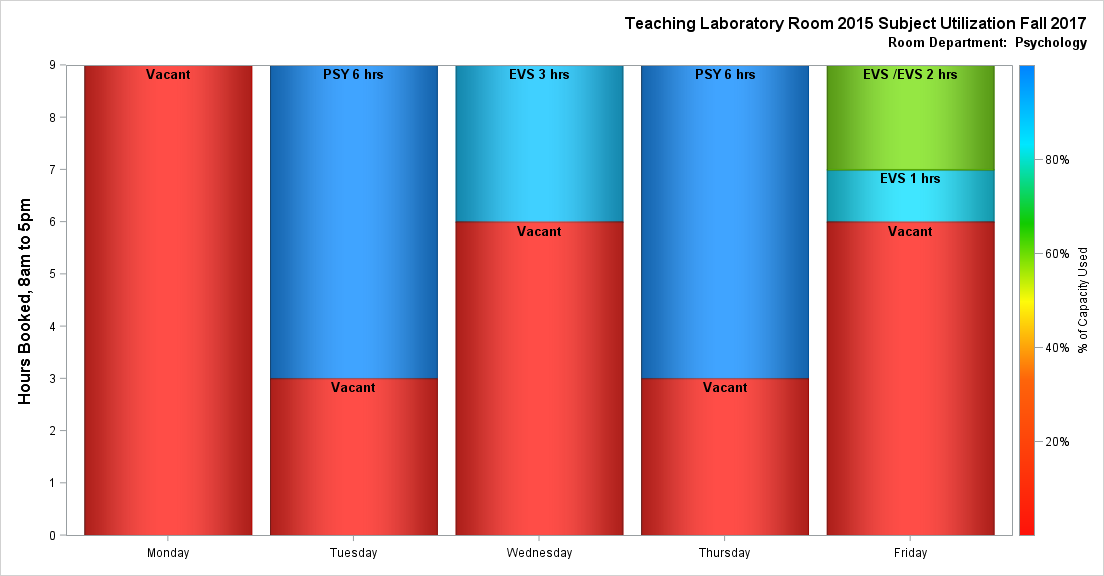 Teaching Laboratory Room 2015 Subject Utilization Fall 2017
Room Department:  Psychology
Hours Booked, 8am to 5pm
9
8
7
6
5
4
3
2
1
0
Vacant
PSY 6 hrs
Vacant
EVS 3 hrs
Vacant
PSY 6 hrs
Vacant
EVS /EVS 2 hrs
EVS 1 hrs
Vacant
Monday
Tuesday
Wednesday
Thursday
Friday
80%
60%
40%
20%
% of Capacity Used